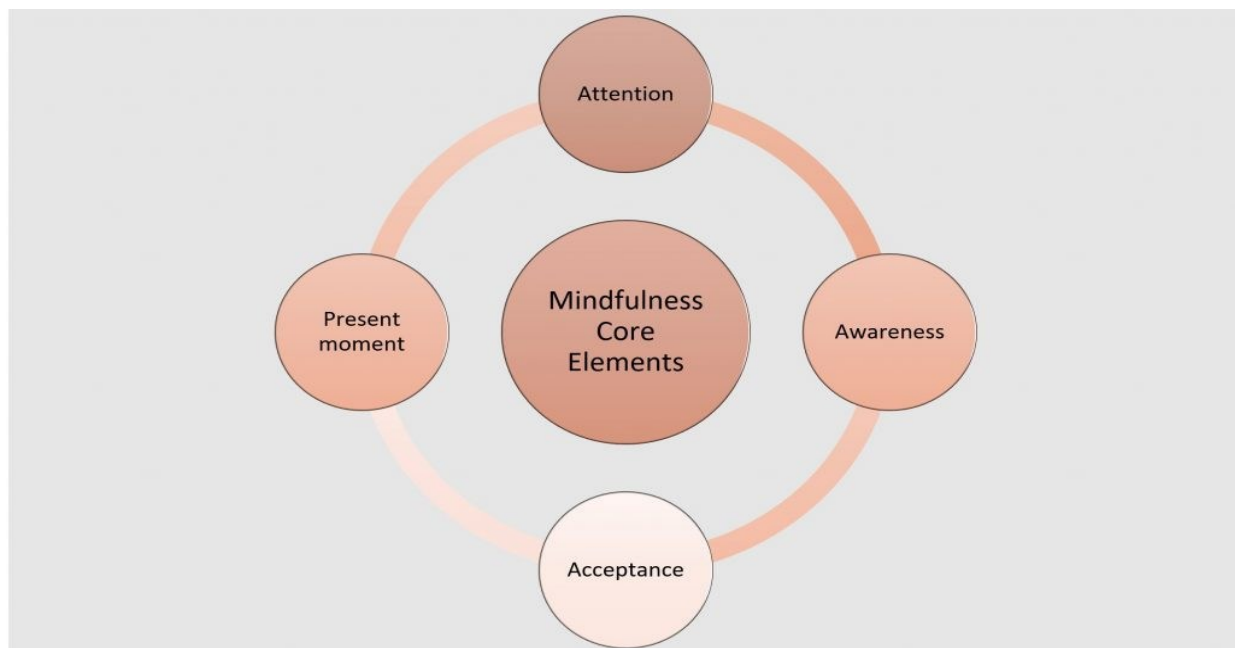 Attention
Mindfulness
Core
Elements
Present
moment
Awareness
Acceptance